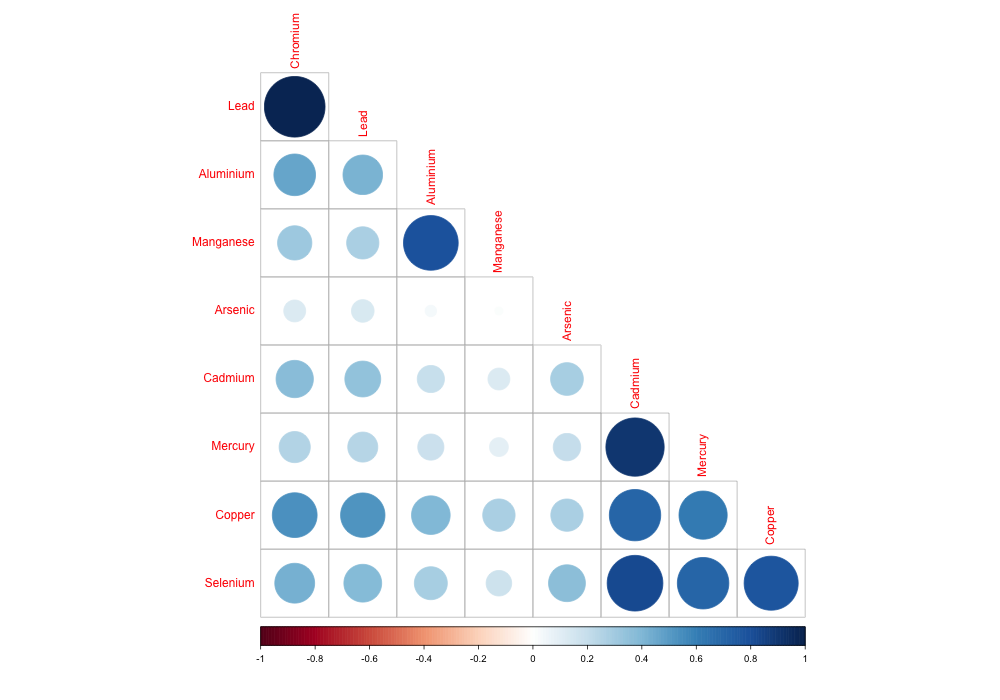 Chromium
Lead
Lead
Aluminium
Aluminium
Manganese
Manganese
Arsenic
Arsenic
Cadmium
Cadmium
Mercury
Mercury
Copper
Copper
Selenium
-1 -0.8 -0.6 -0.4 -0.2 0 0.2 0.4 0.6 0.8 1